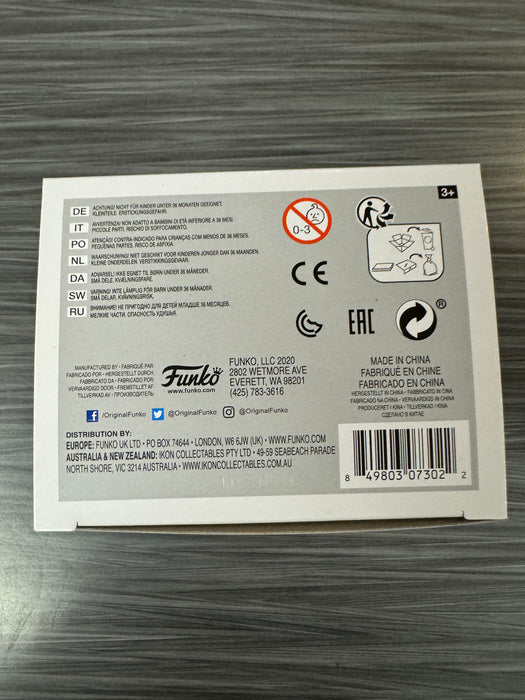 3+
DE ACHTUNG! NICHT FÜR KINDER UNTER 36 MONATEN GEEIGNET.
KLEINTEILE. ERSTICKUNGSGEFAHR.
IT AVVERTENZA! NON ADATTO A BAMBINI DI ETÀ INFERIORE A 36 MESI.
PICCOLE PARTI. RISCHIO DI SOFFOCAMENTO.
PO ATENÇÃO! CONTRA-INDICADO PARA CRIANÇAS COM MENOS DE 36 MESES.
PEQUENAS PARTES. RISCO DE ASFIXIA.
NL WAARSCHUWING! NIET GESCHIKT VOOR KINDEREN JONGER DAN 36 MAANDEN.
KLEINE ONDERDELEN. VERSTIKKINGSGEVAAR.
DA ADVARSEL! IKKE EGNET TIL BØRN UNDER 36 MÅNEDER.
SMÅ DELE. KVÆLNINGSFARE.
SW VARNING! INTE LÄMPLIG FÖR BARN UNDER 36 MÅNADER.
SMÅ DELAR. KVÄVNINGSRISK.
RU ВНИМАНИЕ! НЕ ПРИГОДНО ДЛЯ ДЕТЕЙ МЛАДШЕ 36 МЕСЯЦЕВ.
МЕЛКИЕ ЧАСТИ, ОПАСНОСТЬ УДУШЬЯ.
0-3
CE
EAC
®
MANUFACTURED BY • FABRIQUÉ PAR
FABRICADO POR • HERGESTELLT DURCH
FABBRICATO DA • FABRICADO POR
VERVAARDIGD DOOR • FREMSTILLET AF
TILLVERKAD AV • ПРОИЗВОДИТЕЛЬ
Funko
www.funko.com
FUNKO, LLC 2020
2802 WETMORE AVE
EVERETT, WA 98201
(425) 783-3616
MADE IN CHINA
FABRIQUÉ EN CHINE
FABRICADO EN CHINA
HERGESTELLT IN CHINA • FABBRICATO IN CINA
FABRICADO NA CHINA • VERVAARDIGD IN CHINA
PRODUCERET I KINA • TILLVERKAD I KINA
СДЕЛАНО В КИТАЕ
/OriginalFunko @OriginalFunko @OriginalFunko
DISTRIBUTION BY:
EUROPE: FUNKO UK LTD • PO BOX 74644 • LONDON, W6 6JW (UK) • WWW.FUNKO.COM
AUSTRALIA & NEW ZEALAND: IKON COLLECTABLES PTY LTD • 49-59 SEABEACH PARADE
NORTH SHORE, VIC 3214 AUSTRALIA • WWW.IKONCOLLECTABLES.COM.AU
8 49803 07302 2